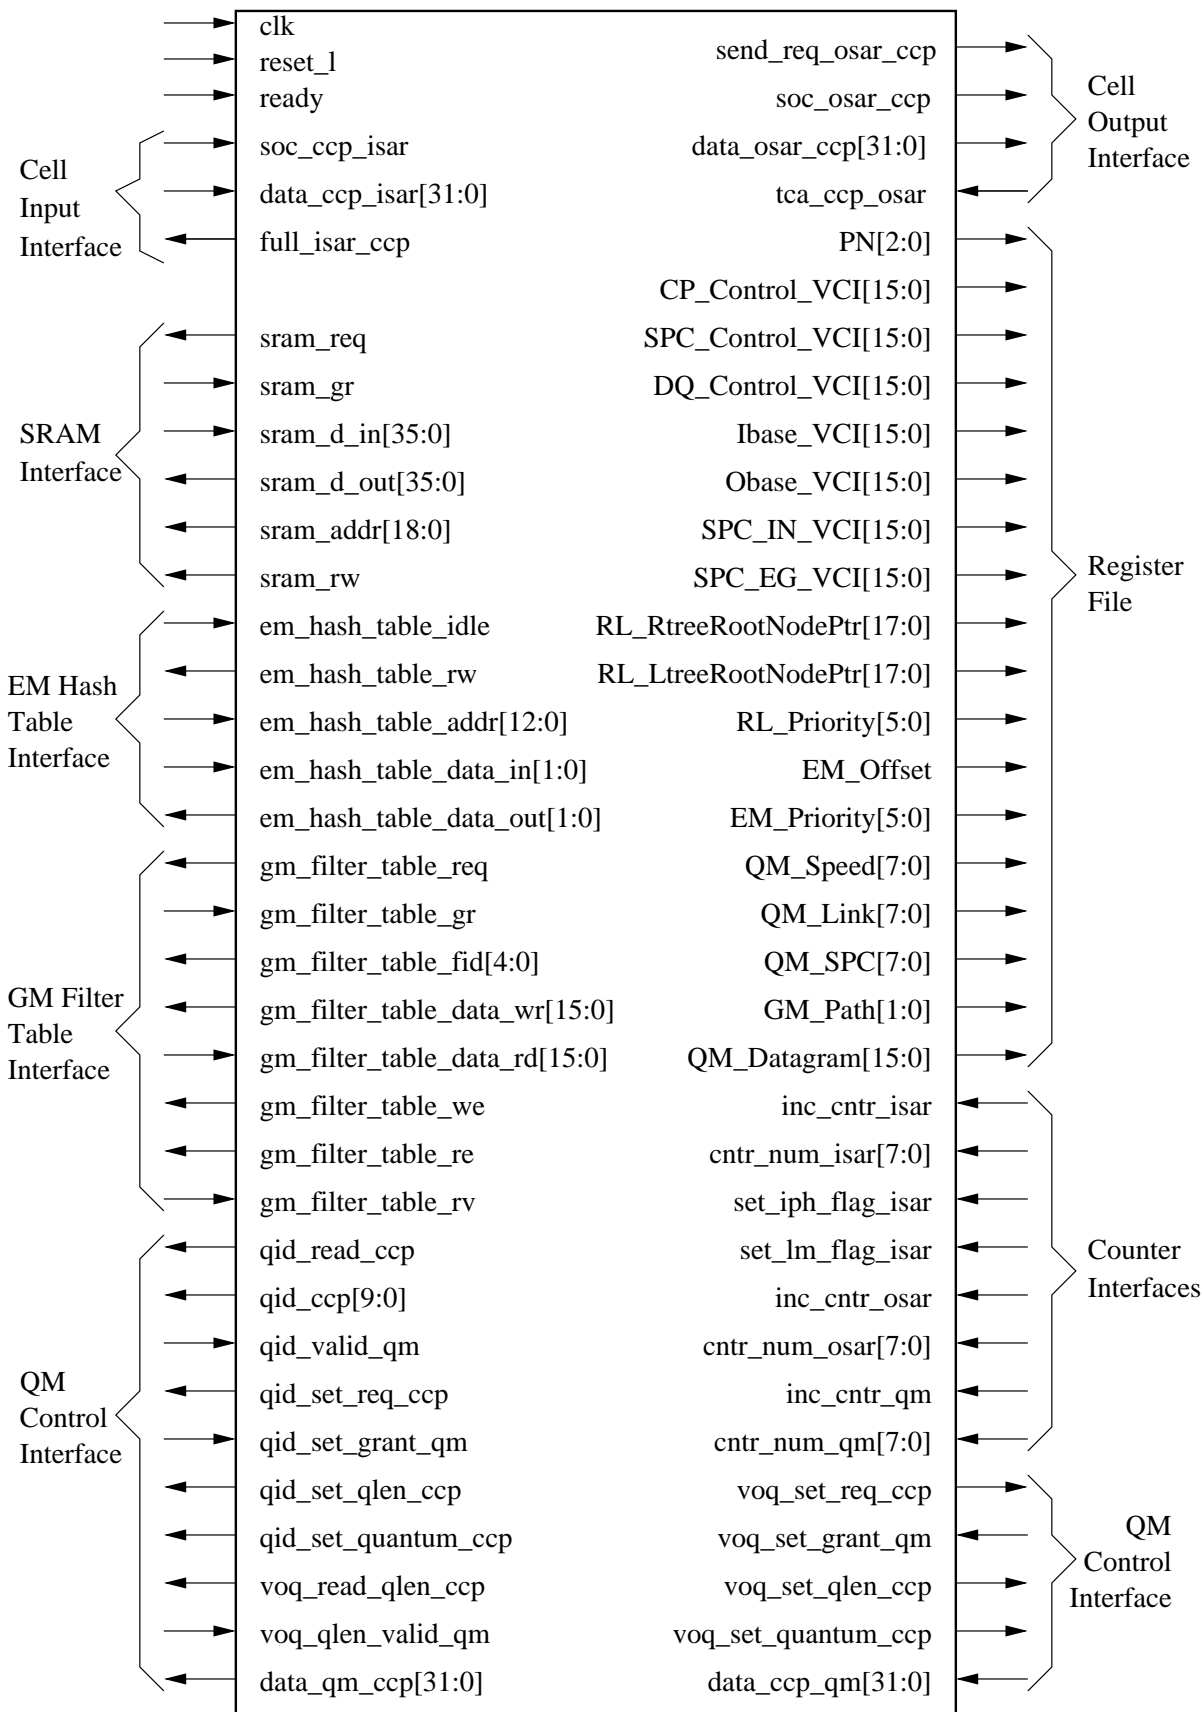 clk
reset_l
ready
Cell
Input
Interface
soc_ccp_isar
data_ccp_isar[31:0]
full_isar_ccp
SRAM
Interface
sram_req
sram_gr
sram_d_in[35:0]
sram_d_out[35:0]
sram_addr[18:0]
sram_rw
EM Hash
Table
Interface
em_hash_table_idle
em_hash_table_rw
em_hash_table_addr[12:0]
em_hash_table_data_in[1:0]
em_hash_table_data_out[1:0]
GM Filter
Table
Interface
gm_filter_table_req
gm_filter_table_gr
gm_filter_table_fid[4:0]
gm_filter_table_data_wr[15:0]
gm_filter_table_data_rd[15:0]
gm_filter_table_we
gm_filter_table_re
gm_filter_table_rv
QM
Control
Interface
qid_read_ccp
qid_ccp[9:0]
qid_valid_qm
qid_set_req_ccp
qid_set_grant_qm
qid_set_qlen_ccp
qid_set_quantum_ccp
voq_read_qlen_ccp
voq_qlen_valid_qm
data_qm_ccp[31:0]
send_req_osar_ccp
soc_osar_ccp
data_osar_ccp[31:0]
tca_ccp_osar
Cell
Output
Interface
PN[2:0]
CP_Control_VCI[15:0]
SPC_Control_VCI[15:0]
DQ_Control_VCI[15:0]
Ibase_VCI[15:0]
Obase_VCI[15:0]
SPC_IN_VCI[15:0]
SPC_EG_VCI[15:0]
RL_RtreeRootNodePtr[17:0]
RL_LtreeRootNodePtr[17:0]
RL_Priority[5:0]
EM_Offset
EM_Priority[5:0]
QM_Speed[7:0]
QM_Link[7:0]
QM_SPC[7:0]
GM_Path[1:0]
QM_Datagram[15:0]
Register
File
inc_cntr_isar
cntr_num_isar[7:0]
set_iph_flag_isar
set_lm_flag_isar
inc_cntr_osar
cntr_num_osar[7:0]
inc_cntr_qm
cntr_num_qm[7:0]
Counter
Interfaces
voq_set_req_ccp
voq_set_grant_qm
voq_set_qlen_ccp
voq_set_quantum_ccp
data_ccp_qm[31:0]
QM
Control
Interface